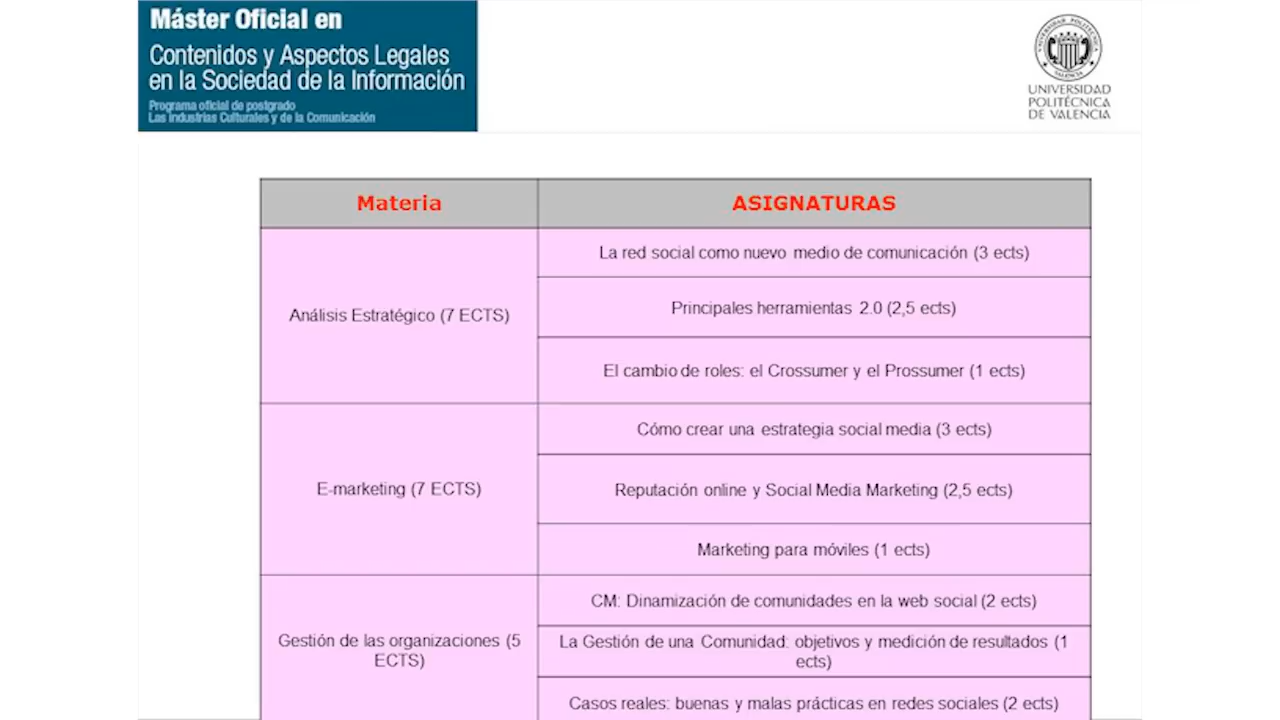 Máster Oficial en
Contenidos y Aspectos Legales
en la Sociedad de la Información
Programa oficial de postgrado
Las Industrias Culturales y de la Comunicación
UNIVERSIDAD POLITECNICA
VALENCIA
UNIVERSIDAD
POLITÉCNICA
DE VALENCIA
Materia
ASIGNATURAS
Análisis Estratégico (7 ECTS)
La red social como nuevo medio de comunicación (3 ects)
Principales herramientas 2.0 (2,5 ects)
El cambio de roles: el Crossumer y el Prossumer (1 ects)
E-marketing (7 ECTS)
Cómo crear una estrategia social media (3 ects)
Reputación online y Social Media Marketing (2,5 ects)
Marketing para móviles (1 ects)
Gestión de las organizaciones (5
ECTS)
CM: Dinamización de comunidades en la web social (2 ects)
La Gestión de una Comunidad: objetivos y medición de resultados (1
ects)
Casos reales: buenas y malas prácticas en redes sociales (2 ects)